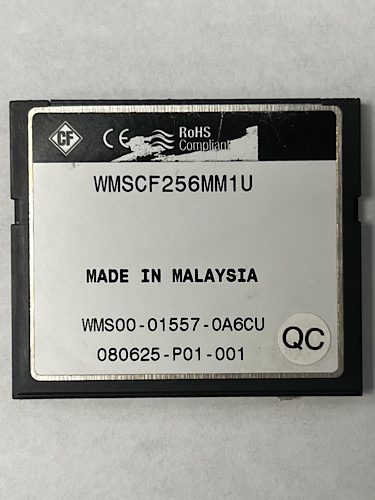 CF CE RoHS
Compliant
WMSCF256MM1U
MADE IN MALAYSIA
WMS00-01557-0A6CU
080625-P01-001
QC